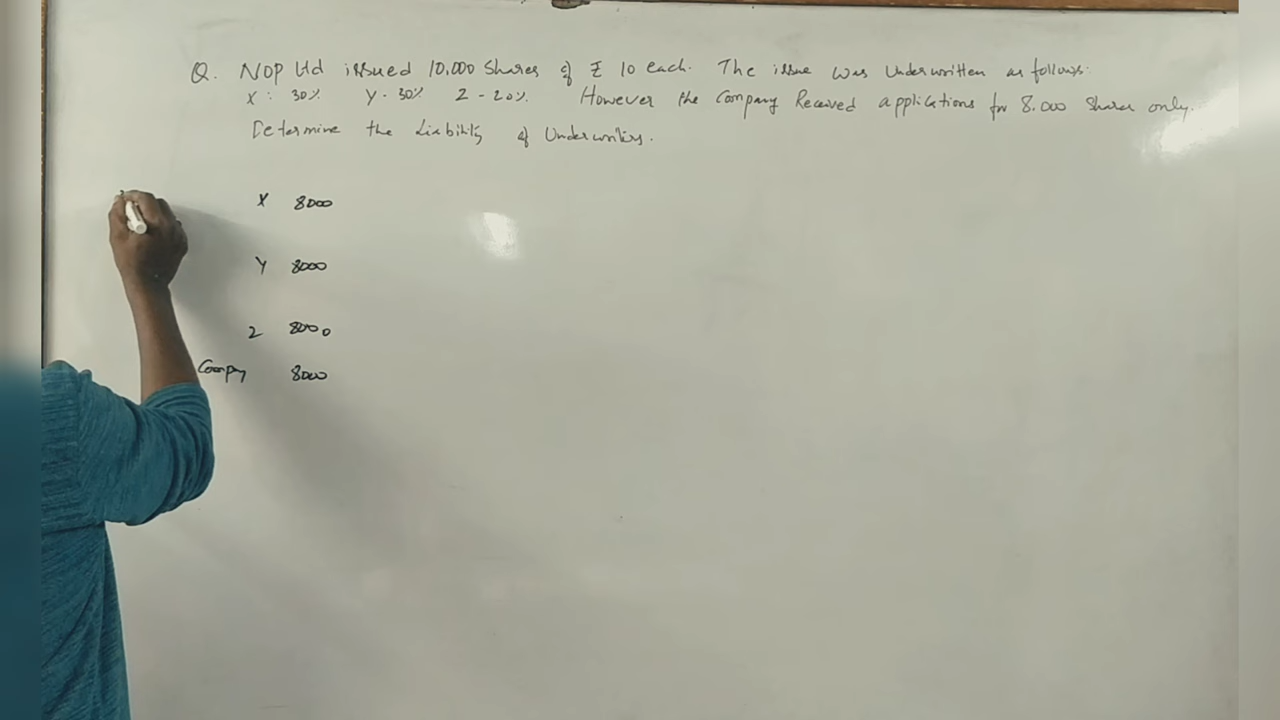 Q. NOP Ltd issued 10,000 Shares of ₹ 10 each. The issue was Underwritten as follows.
X : 30% Y - 30% Z - 20% However the Company Received applications for 8,000 Shares only.
Determine the Liability of Underwriters.
X 8000
Y 8000
Z 8000
Company 8000